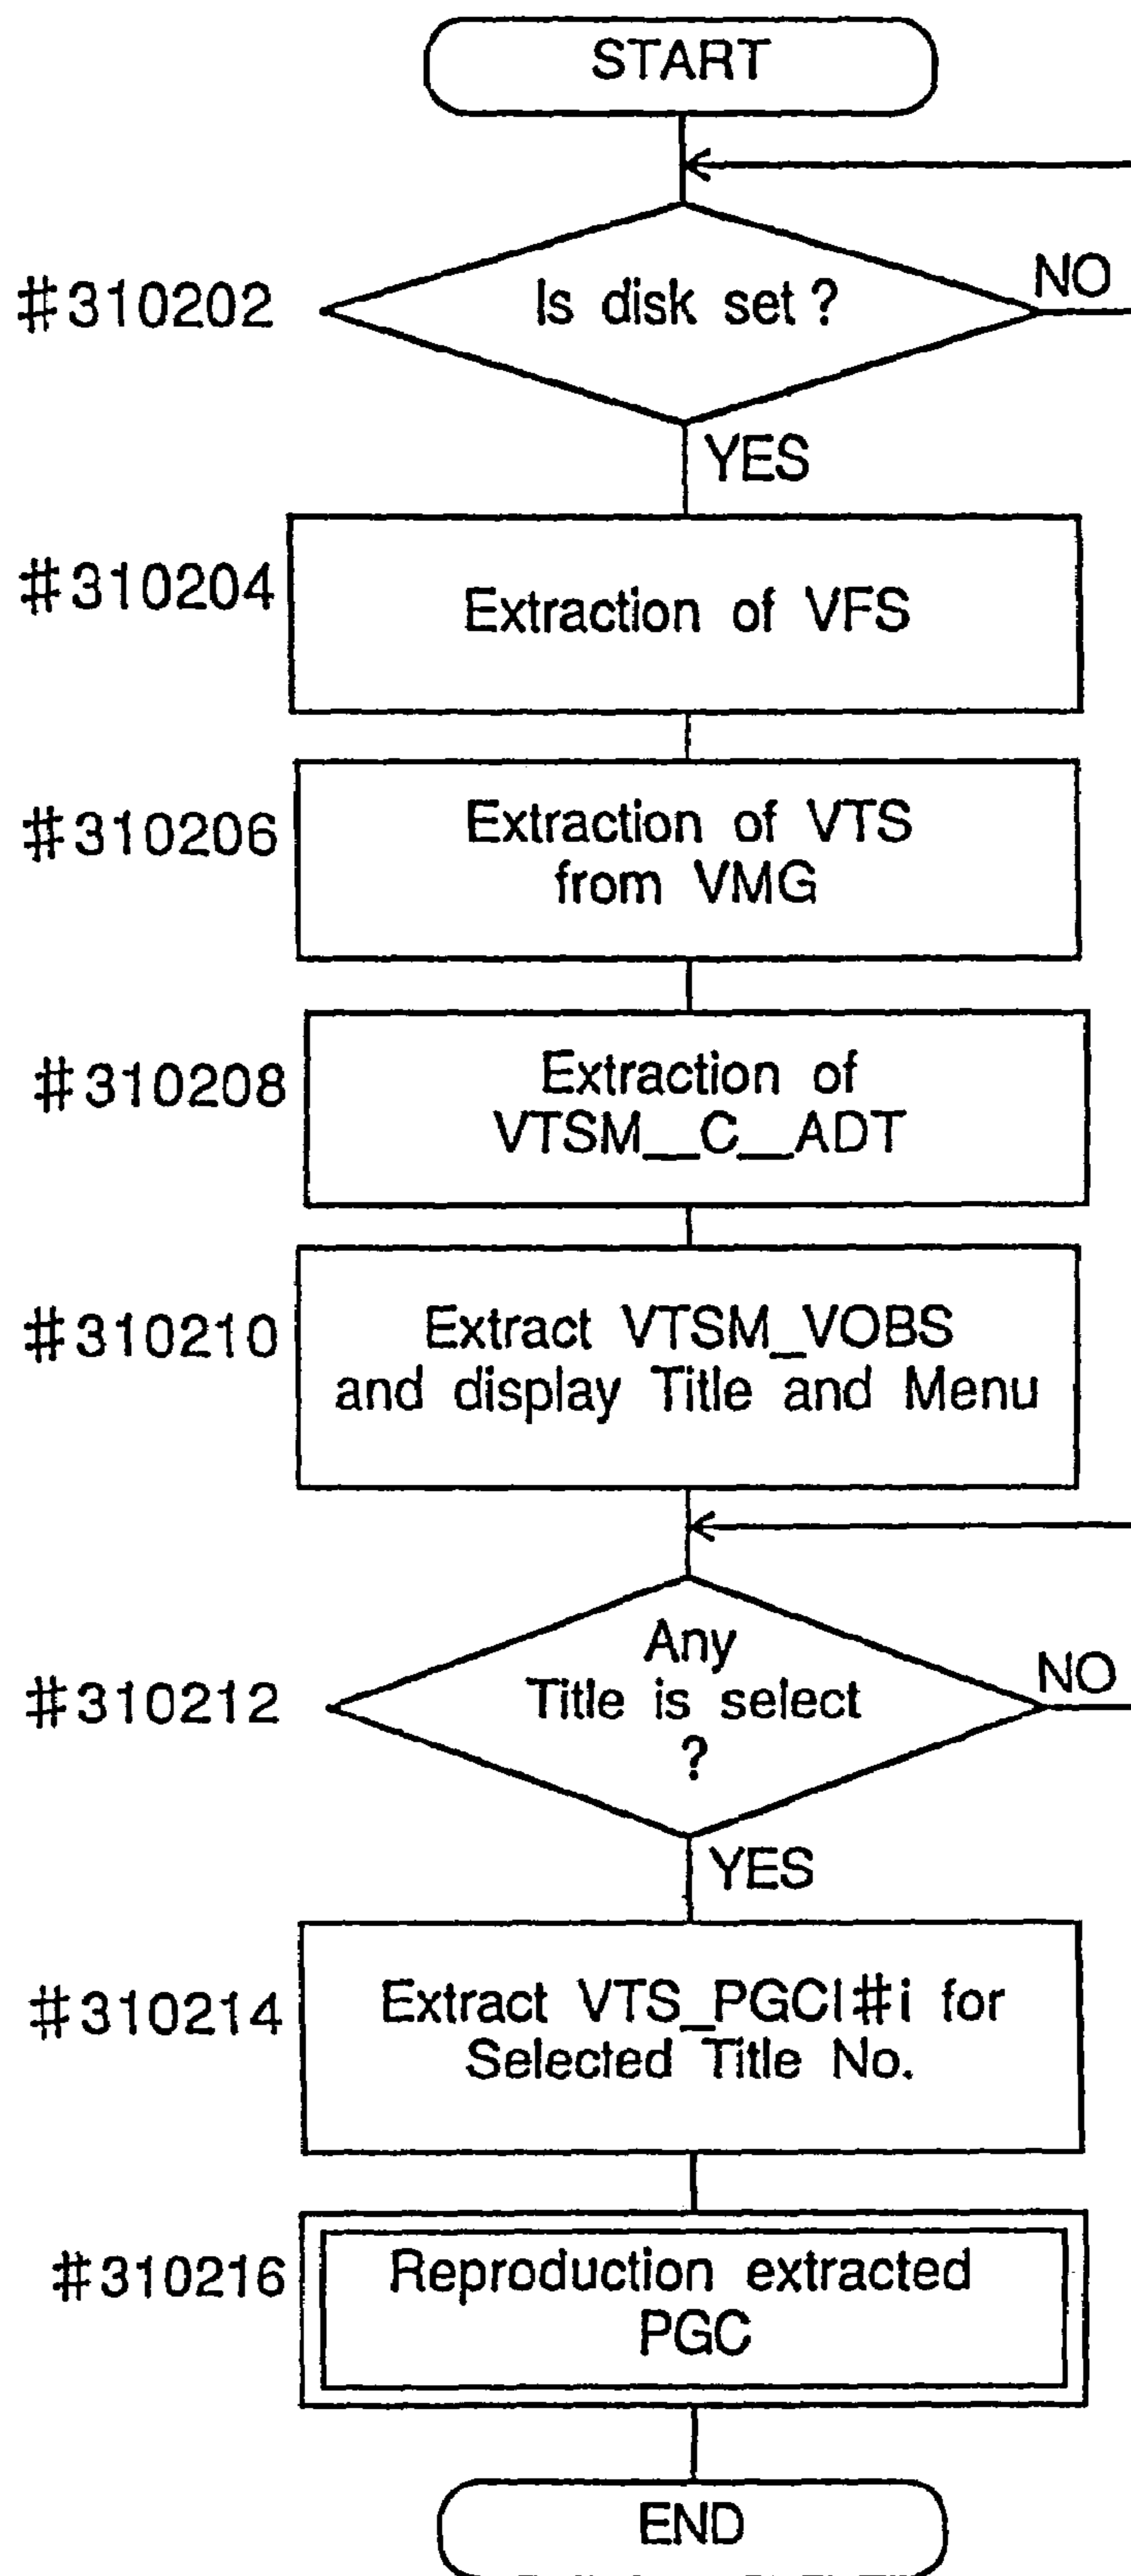 START
#310202
Is disk set ?
NO
YES
#310204
Extraction of VFS
#310206
Extraction of VTS
from VMG
#310208
Extraction of
VTSM__C__ADT
#310210
Extract VTSM_VOBS
and display Title and Menu
#310212
Any
Title is select
?
NO
YES
#310214
Extract VTS_PGCI#i for
Selected Title No.
#310216
Reproduction extracted
PGC
END